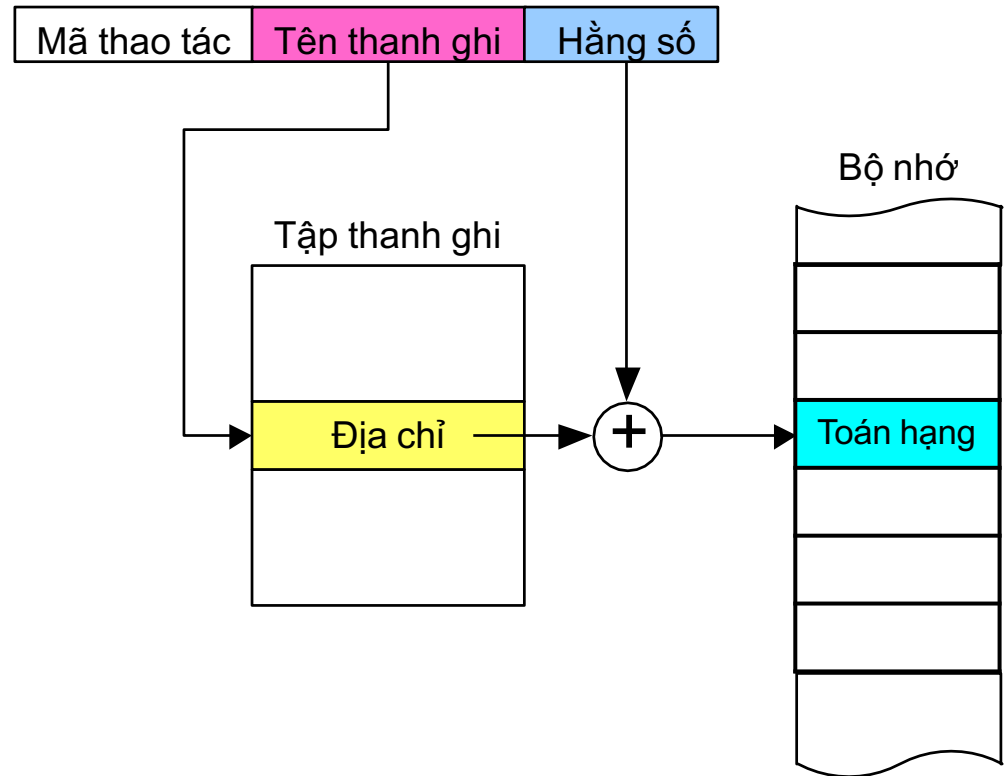 Mã thao tác Tên thanh ghi Hằng số
Bộ nhớ
Tập thanh ghi
Địa chỉ + Toán hạng